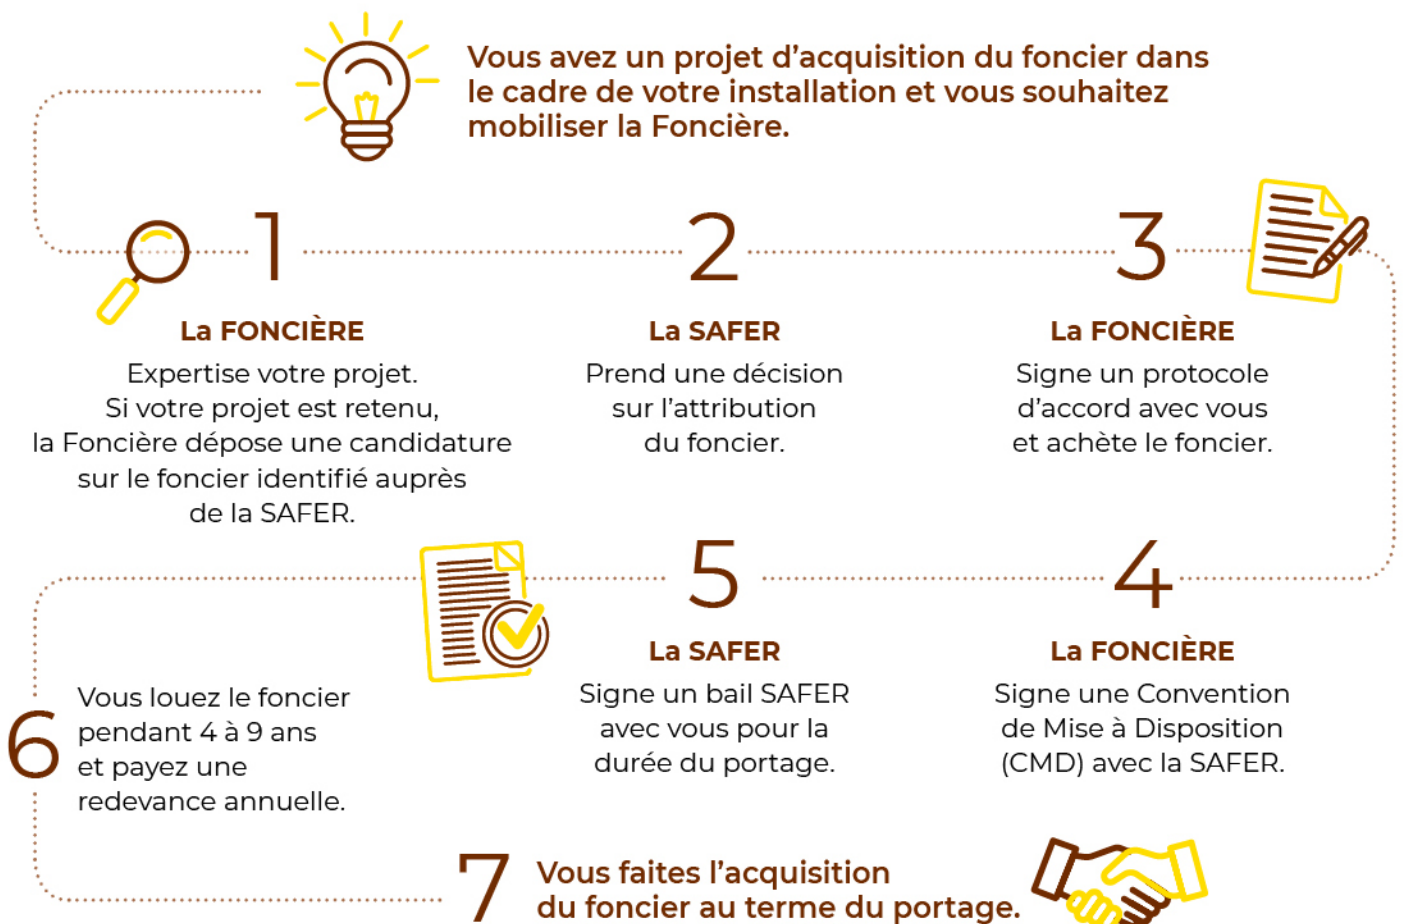 Vous avez un projet d'acquisition du foncier dans
le cadre de votre installation et vous souhaitez
mobiliser la Foncière.
1
La FONCIÈRE
Expertise votre projet.
Si votre projet est retenu,
la Foncière dépose une candidature
sur le foncier identifié auprès
de la SAFER.
2
La SAFER
Prend une décision
sur l'attribution
du foncier.
3
La FONCIÈRE
Signe un protocole
d'accord avec vous
et achète le foncier.
4
La FONCIÈRE
Signe une Convention
de Mise à Disposition
(CMD) avec la SAFER.
5
La SAFER
Signe un bail SAFER
avec vous pour la
durée du portage.
6
Vous louez le foncier
pendant 4 à 9 ans
et payez une
redevance annuelle.
7
Vous faites l'acquisition
du foncier au terme du portage.